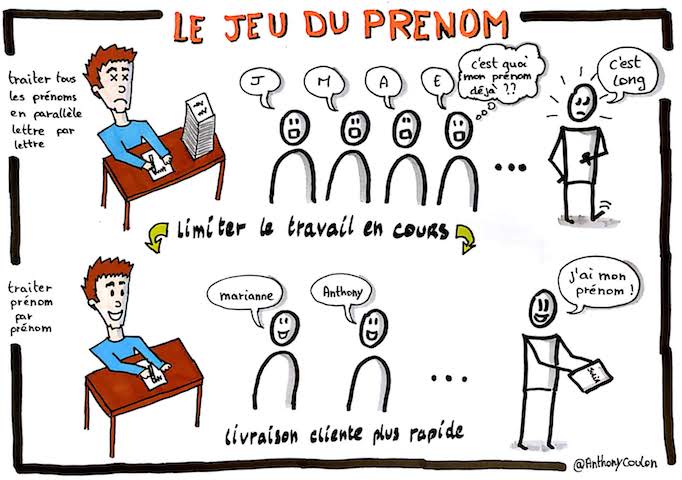 LE JEU DU PRENOM
traiter tous
les prénoms
en parallèle
lettre par
lettre
J
M
A
E
c'est quoi
mon prénom
déjà ??
c'est
long
...
limiter le travail en cours
traiter
prénom
par
prénom
marianne
Anthony
...
j'ai mon
prénom !
livraison cliente plus rapide
@AnthonyCoulon